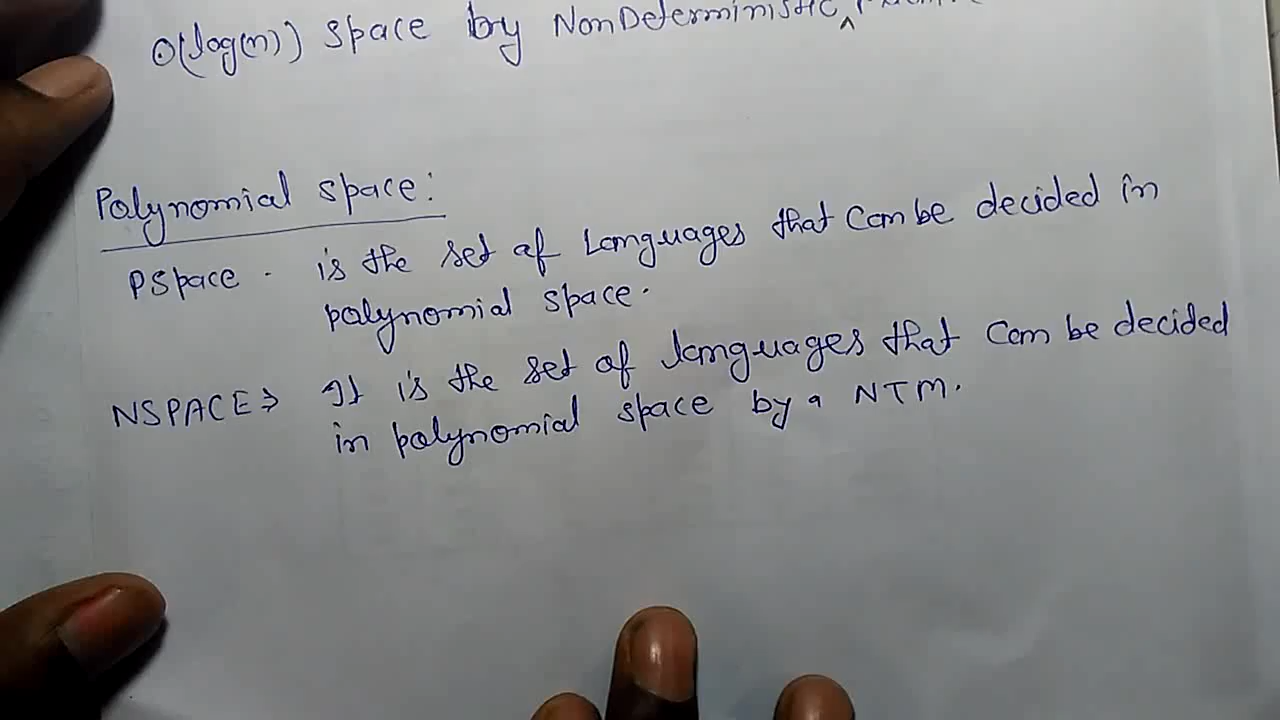 O(log(n)) space by NonDeterministic
Polynomial space:
PSpace - is the set of Languages that can be decided in
polynomial space.
NSPACE ⇒ It is the set of languages that can be decided
in polynomial space by a NTM.